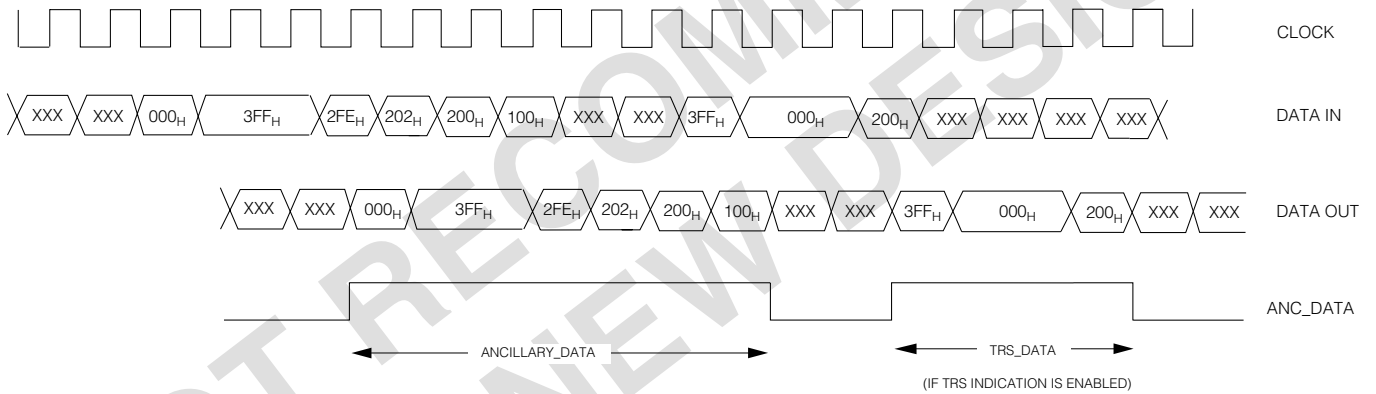 CLOCK
XXX XXX 000H 3FFH 2FEH 202H 200H 100H XXX XXX 3FFH 000H 200H XXX XXX XXX XXX DATA IN
XXX XXX 000H 3FFH 2FEH 202H 200H 100H XXX XXX 3FFH 000H 200H XXX XXX DATA OUT
ANC_DATA
ANCILLARY_DATA TRS_DATA
(IF TRS INDICATION IS ENABLED)